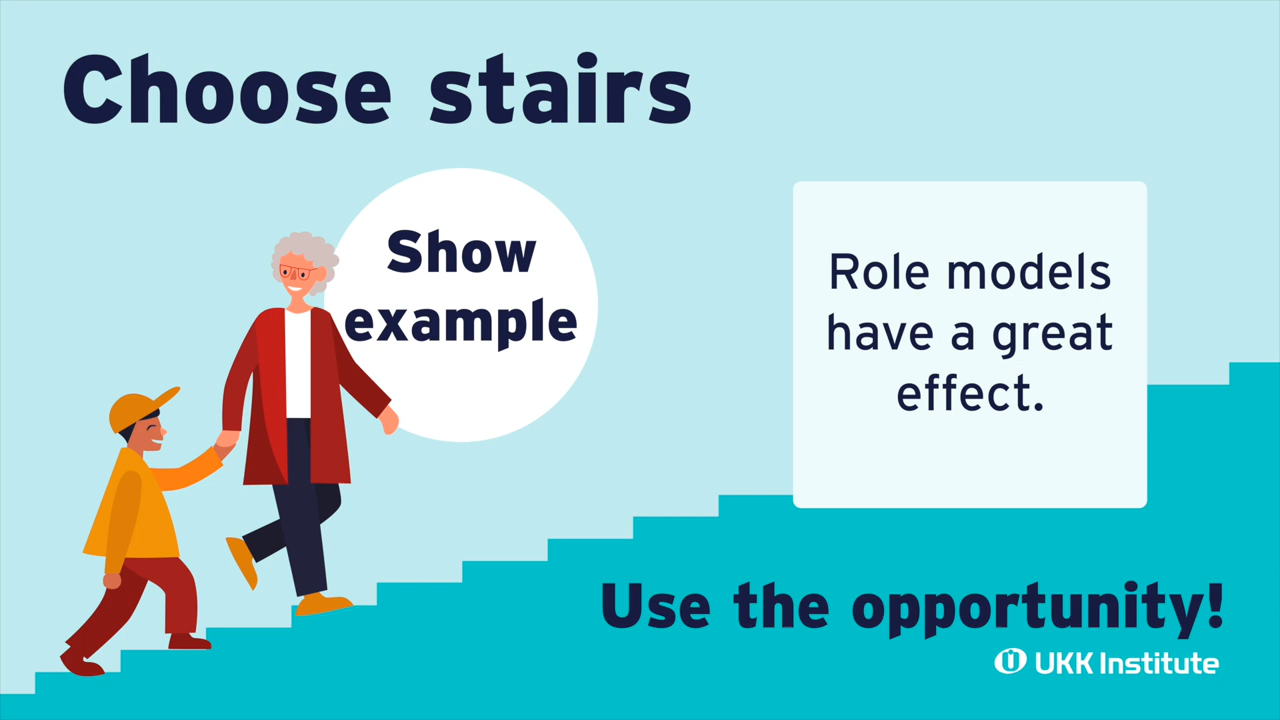 Choose stairs
Show
example
Role models
have a great
effect.
Use the opportunity!
UKK Institute